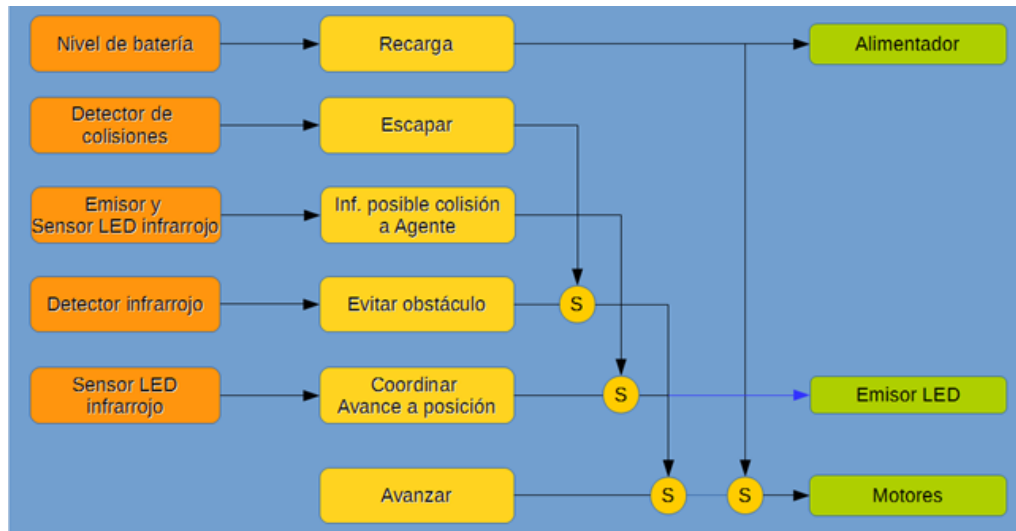 Nivel de batería
Recarga
Alimentador
Detector de
colisiones
Escapar
Emisor y
Sensor LED infrarrojo
Inf. posible colisión
a Agente
Detector infrarrojo
Evitar obstáculo
S
Sensor LED
infrarrojo
Coordinar
Avance a posición
S
Emisor LED
Avanzar
S
S
Motores